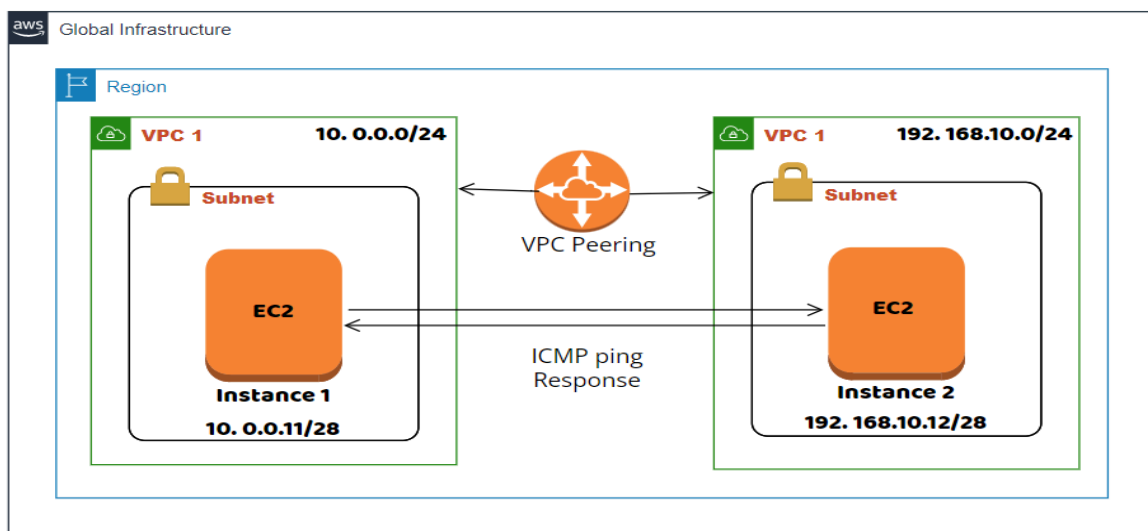 aws
Global Infrastructure
Region
VPC 1
10. 0.0.0/24
Subnet
EC2
Instance 1
10. 0.0.11/28
VPC Peering
ICMP ping
Response
VPC 1
192. 168.10.0/24
Subnet
EC2
Instance 2
192. 168.10.12/28